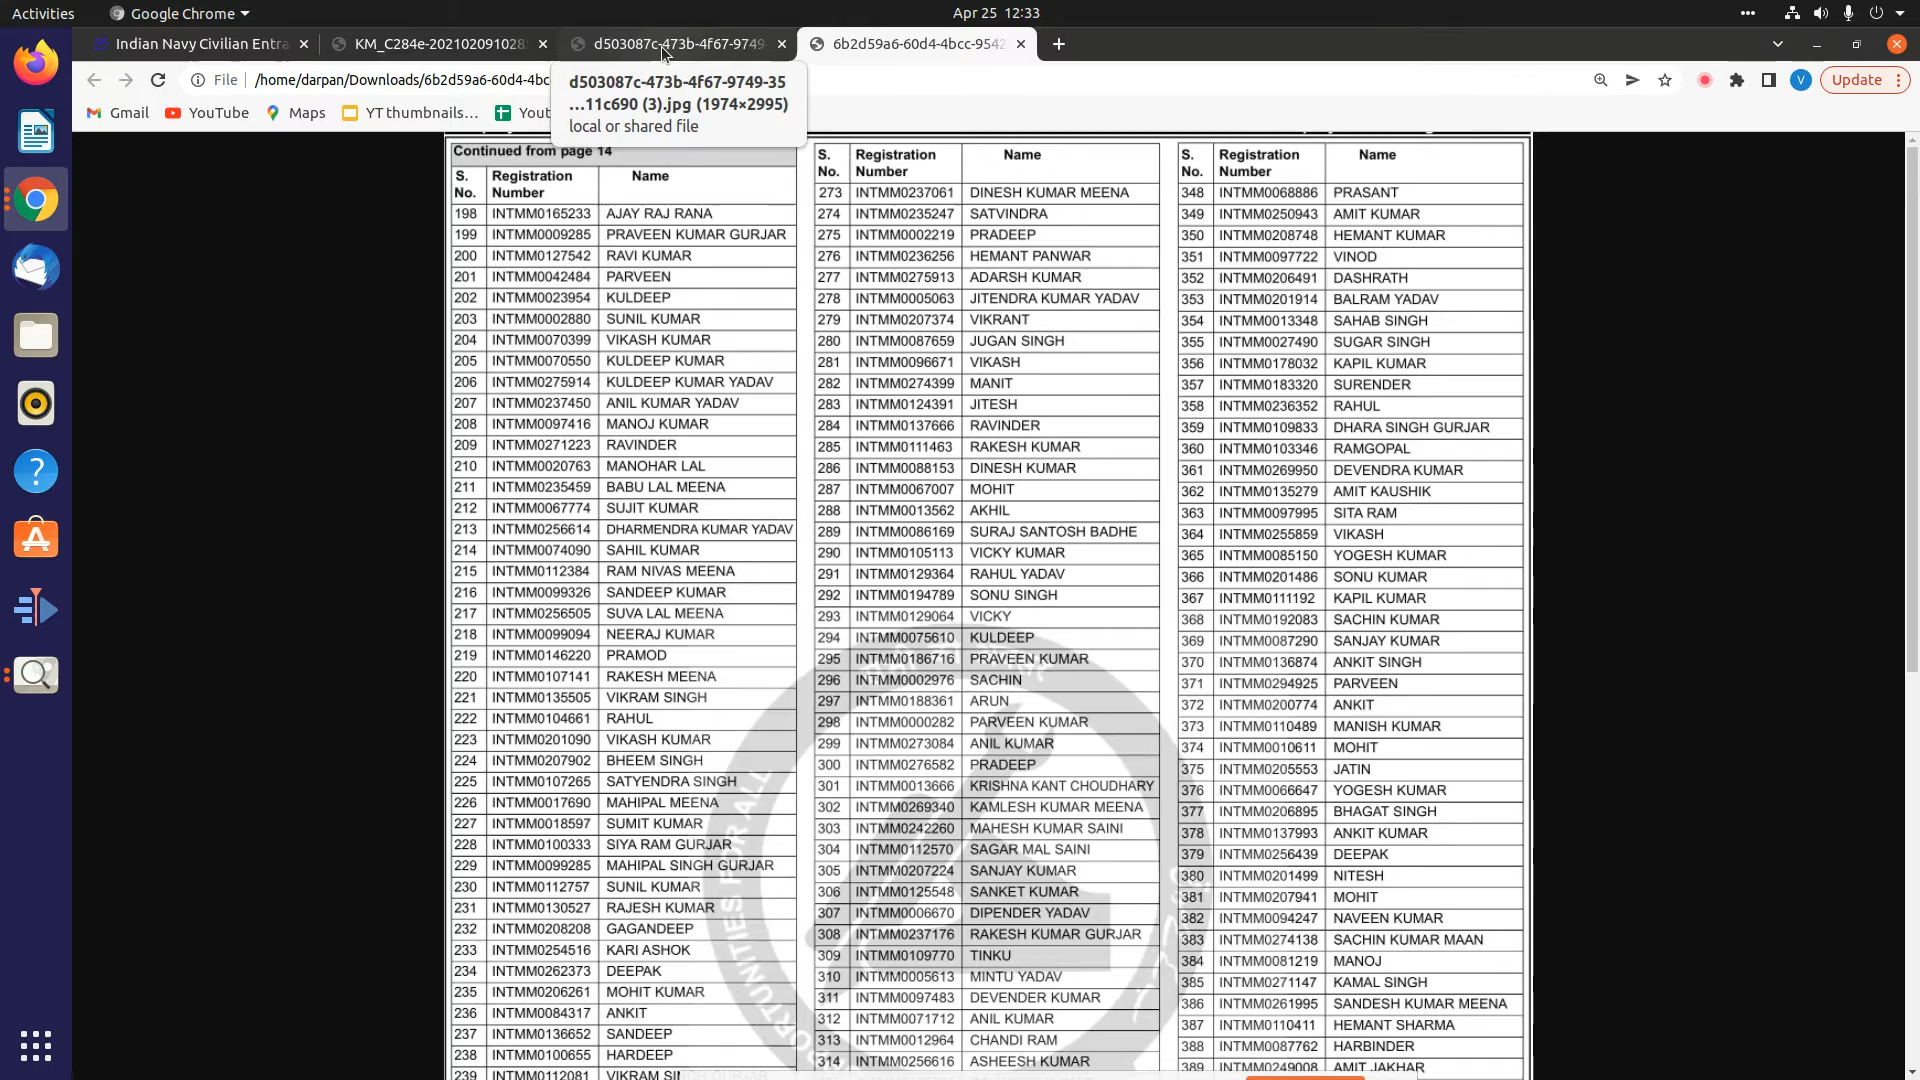 Activities
Google Chrome
Apr 25 12:33
Indian Navy Civilian Entra
KM_C284e-2021020910285
d503087c-473b-4f67-9749
6b2d59a6-60d4-4bcc-9542
File
/home/darpan/Downloads/6b2d59a6-60d4-4bc
V
Update
d503087c-473b-4f67-9749-35
...11c690 (3).jpg (1974×2995)
local or shared file
Gmail
YouTube
Maps
YT thumbnails...
Yout
Continued from page 14
S. No. Registration Number Name
198 INTMM0165233 AJAY RAJ RANA
199 INTMM0009285 PRAVEEN KUMAR GURJAR
200 INTMM0127542 RAVI KUMAR
201 INTMM0042484 PARVEEN
202 INTMM0023954 KULDEEP
203 INTMM0002880 SUNIL KUMAR
204 INTMM0070399 VIKASH KUMAR
205 INTMM0070550 KULDEEP KUMAR
206 INTMM0275914 KULDEEP KUMAR YADAV
207 INTMM0237450 ANIL KUMAR YADAV
208 INTMM0097416 MANOJ KUMAR
209 INTMM0271223 RAVINDER
210 INTMM0020763 MANOHAR LAL
211 INTMM0235459 BABU LAL MEENA
212 INTMM0067774 SUJIT KUMAR
213 INTMM0256614 DHARMENDRA KUMAR YADAV
214 INTMM0074090 SAHIL KUMAR
215 INTMM0112384 RAM NIVAS MEENA
216 INTMM0099326 SANDEEP KUMAR
217 INTMM0256505 SUVA LAL MEENA
218 INTMM0099094 NEERAJ KUMAR
219 INTMM0146220 PRAMOD
220 INTMM0107141 RAKESH MEENA
221 INTMM0135505 VIKRAM SINGH
222 INTMM0104661 RAHUL
223 INTMM0201090 VIKASH KUMAR
224 INTMM0207902 BHEEM SINGH
225 INTMM0107265 SATYENDRA SINGH
226 INTMM0017690 MAHIPAL MEENA
227 INTMM0018597 SUMIT KUMAR
228 INTMM0100333 SIYA RAM GURJAR
229 INTMM0099285 MAHIPAL SINGH GURJAR
230 INTMM0112757 SUNIL KUMAR
231 INTMM0130527 RAJESH KUMAR
232 INTMM0208208 GAGANDEEP
233 INTMM0254516 KARI ASHOK
234 INTMM0262373 DEEPAK
235 INTMM0206261 MOHIT KUMAR
236 INTMM0084317 ANKIT
237 INTMM0136652 SANDEEP
238 INTMM0100655 HARDEEP
239 INTMM0112081 VIKRAM SINGH GURJAR
S. No. Registration Number Name
273 INTMM0237061 DINESH KUMAR MEENA
274 INTMM0235247 SATVINDRA
275 INTMM0002219 PRADEEP
276 INTMM0236256 HEMANT PANWAR
277 INTMM0275913 ADARSH KUMAR
278 INTMM0005063 JITENDRA KUMAR YADAV
279 INTMM0207374 VIKRANT
280 INTMM0087659 JUGAN SINGH
281 INTMM0096671 VIKASH
282 INTMM0274399 MANIT
283 INTMM0124391 JITESH
284 INTMM0137666 RAVINDER
285 INTMM0111463 RAKESH KUMAR
286 INTMM0088153 DINESH KUMAR
287 INTMM0067007 MOHIT
288 INTMM0013562 AKHIL
289 INTMM0086169 SURAJ SANTOSH BADHE
290 INTMM0105113 VICKY KUMAR
291 INTMM0129364 RAHUL YADAV
292 INTMM0194789 SONU SINGH
293 INTMM0129064 VICKY
294 INTMM0075610 KULDEEP
295 INTMM0186716 PRAVEEN KUMAR
296 INTMM0002976 SACHIN
297 INTMM0188361 ARUN
298 INTMM0000282 PARVEEN KUMAR
299 INTMM0273084 ANIL KUMAR
300 INTMM0276582 PRADEEP
301 INTMM0013666 KRISHNA KANT CHOUDHARY
302 INTMM0269340 KAMLESH KUMAR MEENA
303 INTMM0242260 MAHESH KUMAR SAINI
304 INTMM0112570 SAGAR MAL SAINI
305 INTMM0207224 SANJAY KUMAR
306 INTMM0125548 SANKET KUMAR
307 INTMM0006670 DIPENDER YADAV
308 INTMM0237176 RAKESH KUMAR GURJAR
309 INTMM0109770 TINKU
310 INTMM0005613 MINTU YADAV
311 INTMM0097483 DEVENDER KUMAR
312 INTMM0071712 ANIL KUMAR
313 INTMM0012964 CHANDI RAM
314 INTMM0256616 ASHEESH KUMAR
S. No. Registration Number Name
348 INTMM0068886 PRASANT
349 INTMM0250943 AMIT KUMAR
350 INTMM0208748 HEMANT KUMAR
351 INTMM0097722 VINOD
352 INTMM0206491 DASHRATH
353 INTMM0201914 BALRAM YADAV
354 INTMM0013348 SAHAB SINGH
355 INTMM0027490 SUGAR SINGH
356 INTMM0178032 KAPIL KUMAR
357 INTMM0183320 SURENDER
358 INTMM0236352 RAHUL
359 INTMM0109833 DHARA SINGH GURJAR
360 INTMM0103346 RAMGOPAL
361 INTMM0269950 DEVENDRA KUMAR
362 INTMM0135279 AMIT KAUSHIK
363 INTMM0097995 SITA RAM
364 INTMM0255859 VIKASH
365 INTMM0085150 YOGESH KUMAR
366 INTMM0201486 SONU KUMAR
367 INTMM0111192 KAPIL KUMAR
368 INTMM0192083 SACHIN KUMAR
369 INTMM0087290 SANJAY KUMAR
370 INTMM0136874 ANKIT SINGH
371 INTMM0294925 PARVEEN
372 INTMM0200774 ANKIT
373 INTMM0110489 MANISH KUMAR
374 INTMM0010611 MOHIT
375 INTMM0205553 JATIN
376 INTMM0066647 YOGESH KUMAR
377 INTMM0206895 BHAGAT SINGH
378 INTMM0137993 ANKIT KUMAR
379 INTMM0256439 DEEPAK
380 INTMM0201499 NITESH
381 INTMM0207941 MOHIT
382 INTMM0094247 NAVEEN KUMAR
383 INTMM0274138 SACHIN KUMAR MAAN
384 INTMM0081219 MANOJ
385 INTMM0271147 KAMAL SINGH
386 INTMM0261995 SANDESH KUMAR MEENA
387 INTMM0110411 HEMANT SHARMA
388 INTMM0087762 HARBINDER
389 INTMM0249008 AMIT JAKHAR